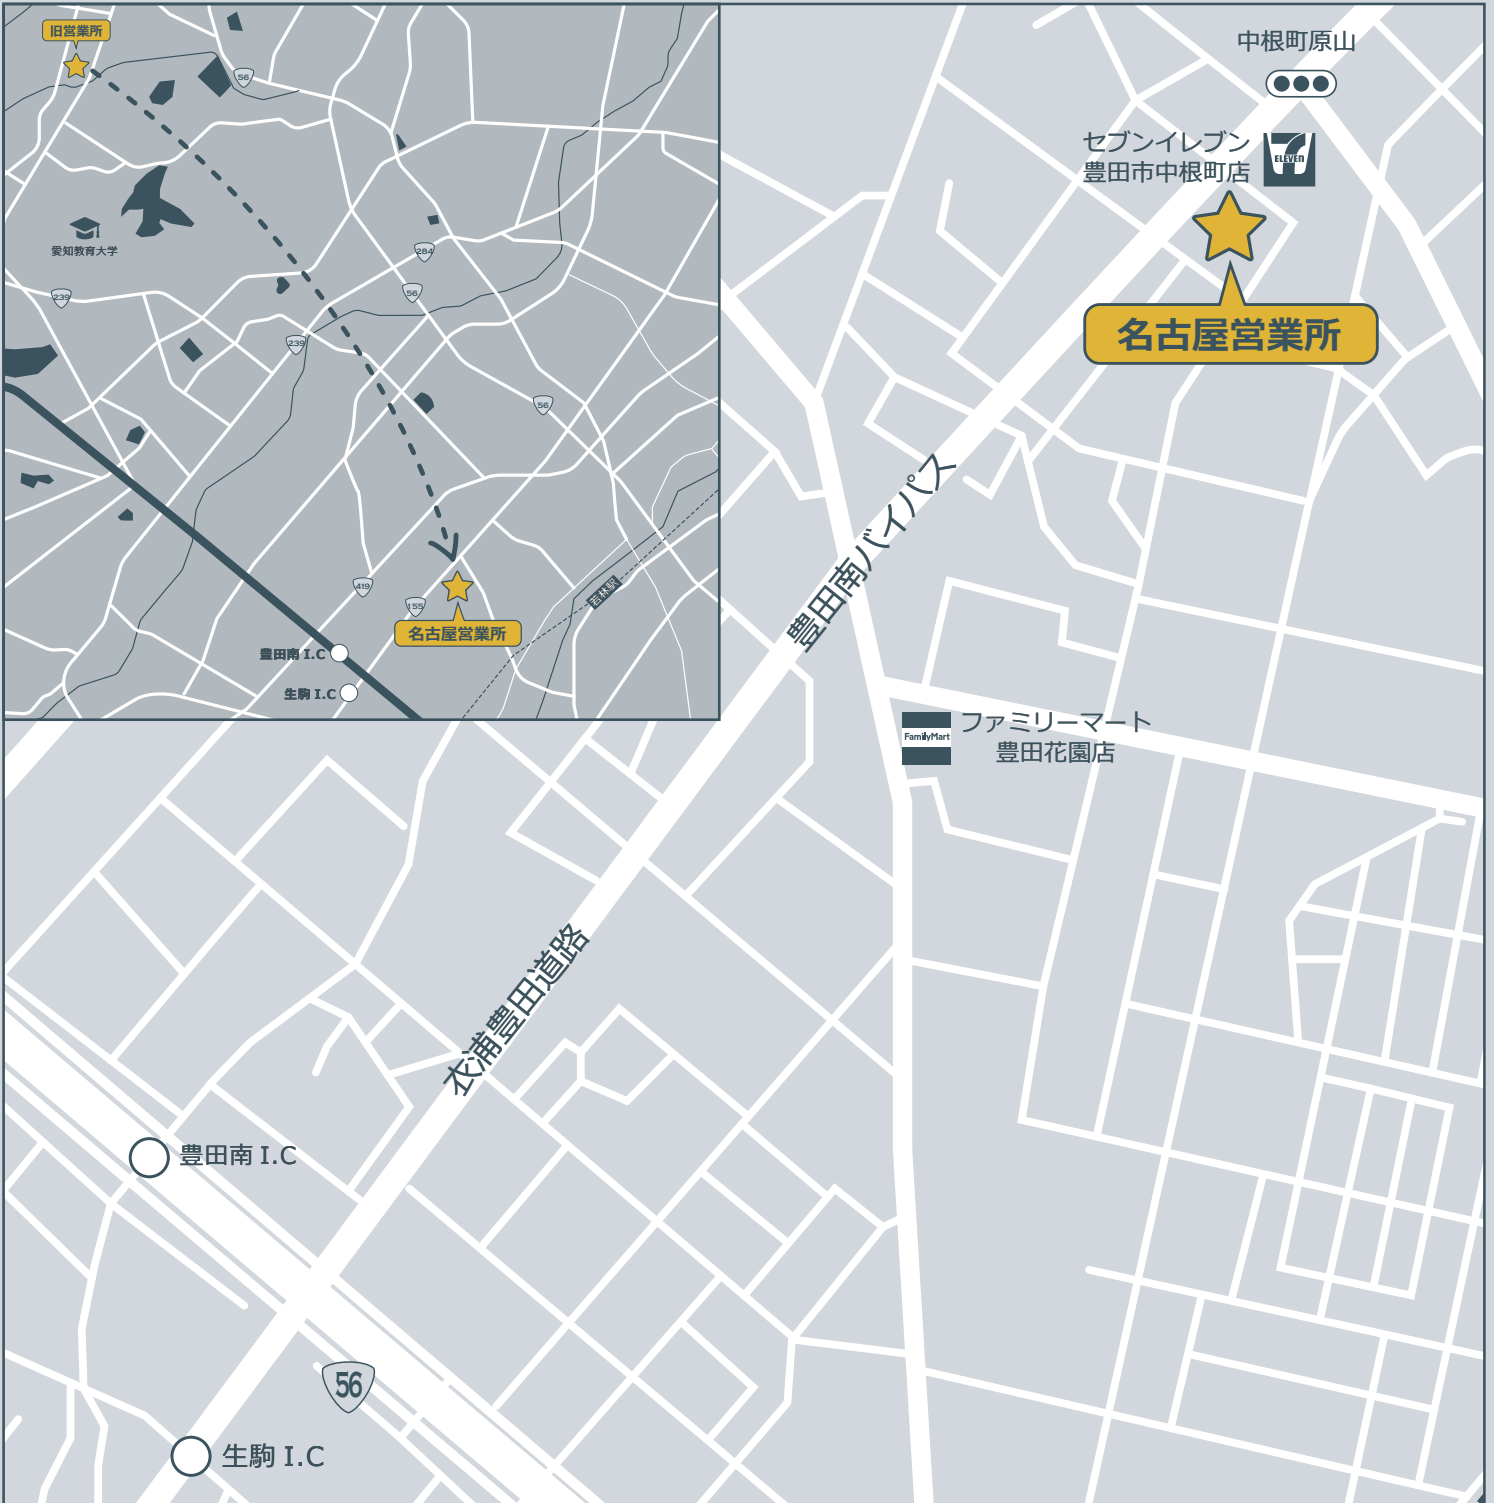 旧営業所
56
愛知教育大学
284
56
239
239
56
419
155
若林駅
名古屋営業所
豊田南 I.C
生駒 I.C
中根町原山
セブンイレブン
豊田市中根町店
7
ELEVEN
名古屋営業所
豊田南バイパス
FamilyMart
ファミリーマート
豊田花園店
衣浦豊田道路
豊田南 I.C
56
生駒 I.C